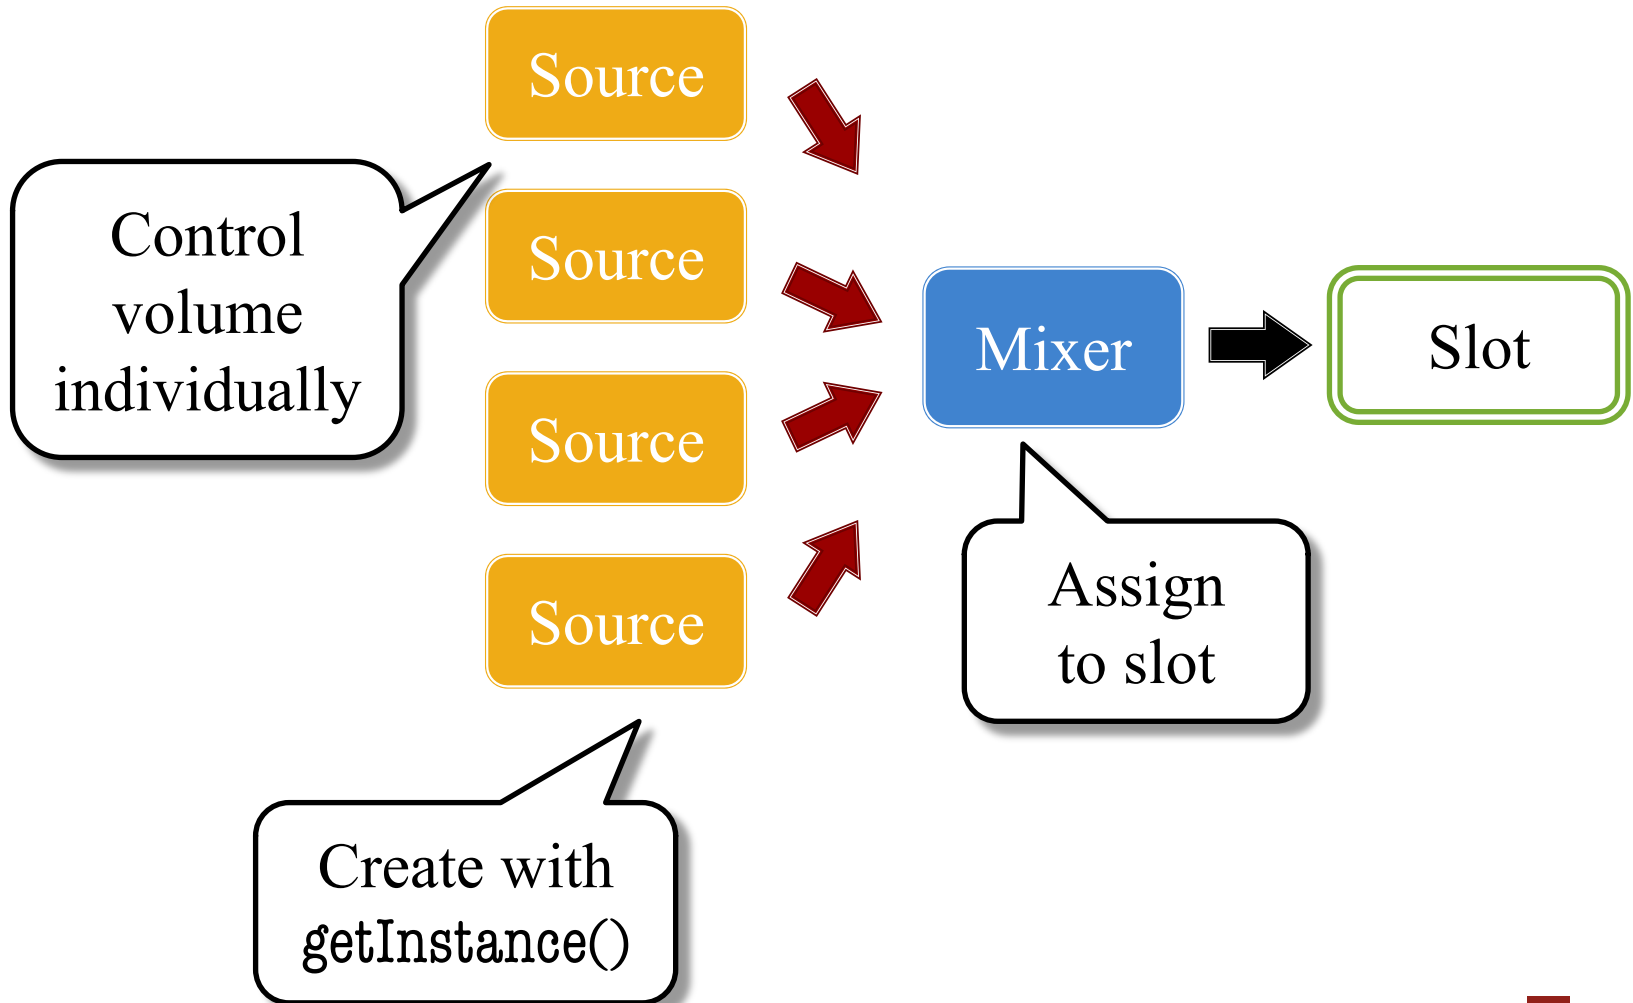 Source
Control
volume
individually
Source
Source
Source
Mixer
Slot
Assign
to slot
Create with
getInstance()